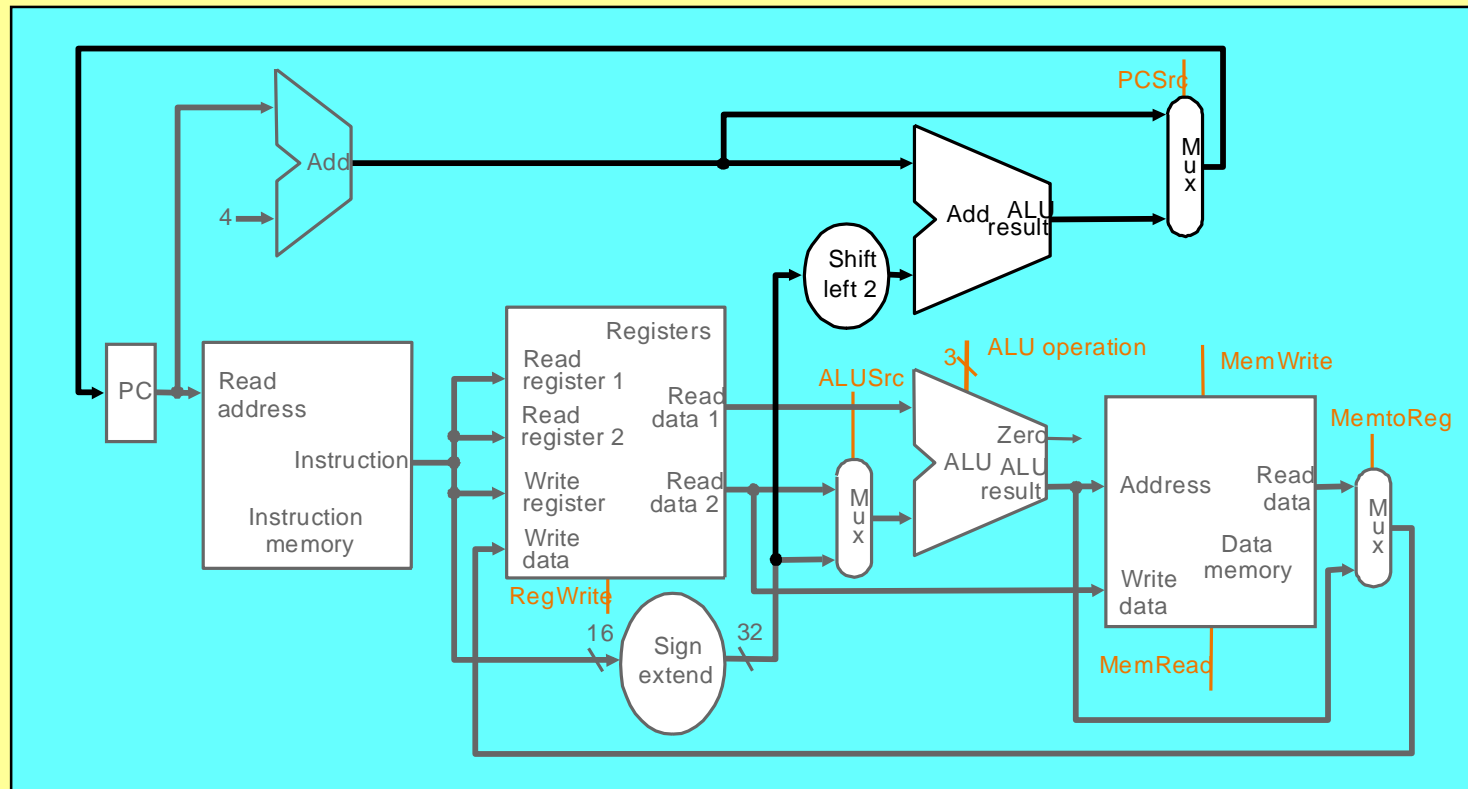 PCSrc
Add
4
M
u
x
Add
ALU
result
Shift
left 2
PC
Read
address
Instruction
Instruction
memory
Registers
Read
register 1
Read
register 2
Write
register
Write
data
Read
data 1
Read
data 2
RegWrite
16
Sign
extend
32
ALUSrc
M
u
x
3
ALU operation
Zero
ALU
ALU
result
MemWrite
Address
Read
data
Data
memory
Write
data
MemRead
MemtoReg
M
u
x